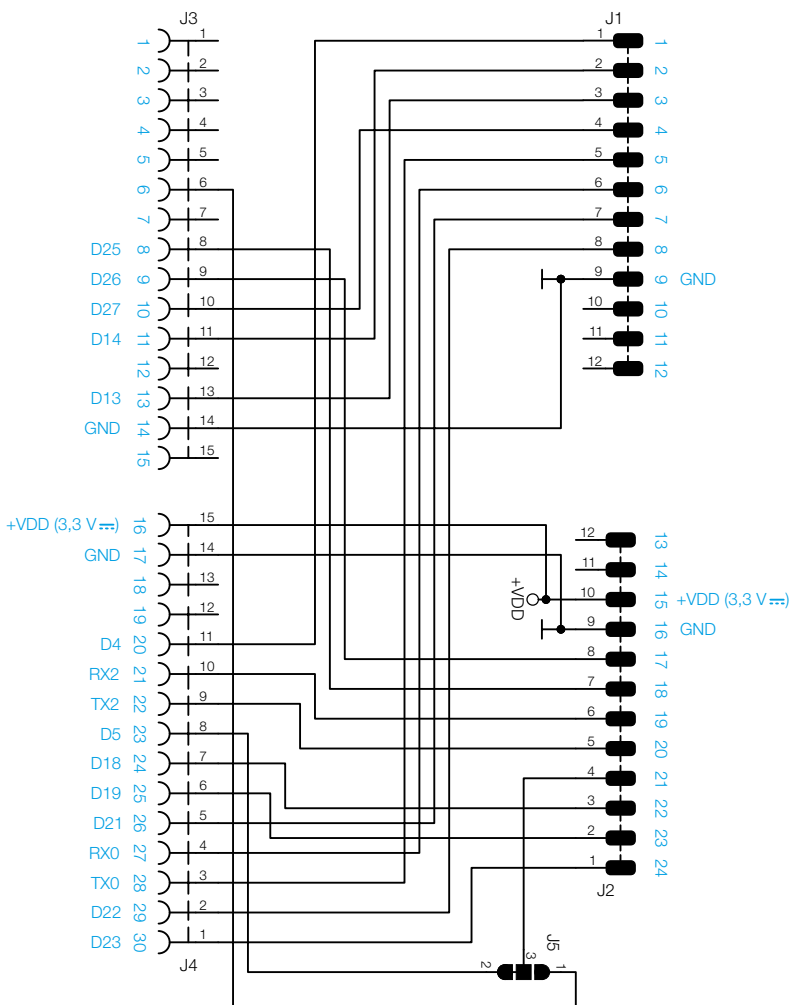 J3 J1
1 1 1 1
2 2 2 2
3 3 3 3
4 4 4 4
5 5 5 5
6 6 6 6
7 7 7 7
D25 8 8 8 8
D26 9 9 9 9 GND
D27 10 10 10 10
D14 11 11 11 11
12 12 12 12
D13 13 13
GND 14 14
15 15
+VDD (3,3 V⎓) 16 15 12 13
GND 17 14 11 14
18 13 +VDD 10 15 +VDD (3,3 V⎓)
19 12 9 16 GND
D4 20 11 8 17
RX2 21 10 7 18
TX2 22 9 6 19
D5 23 8 5 20
D18 24 7 4 21
D19 25 6 3 22
D21 26 5 2 23
RX0 27 4 1 24
TX0 28 3 J2
D22 29 2
D23 30 1 J5
J4 2 3 1